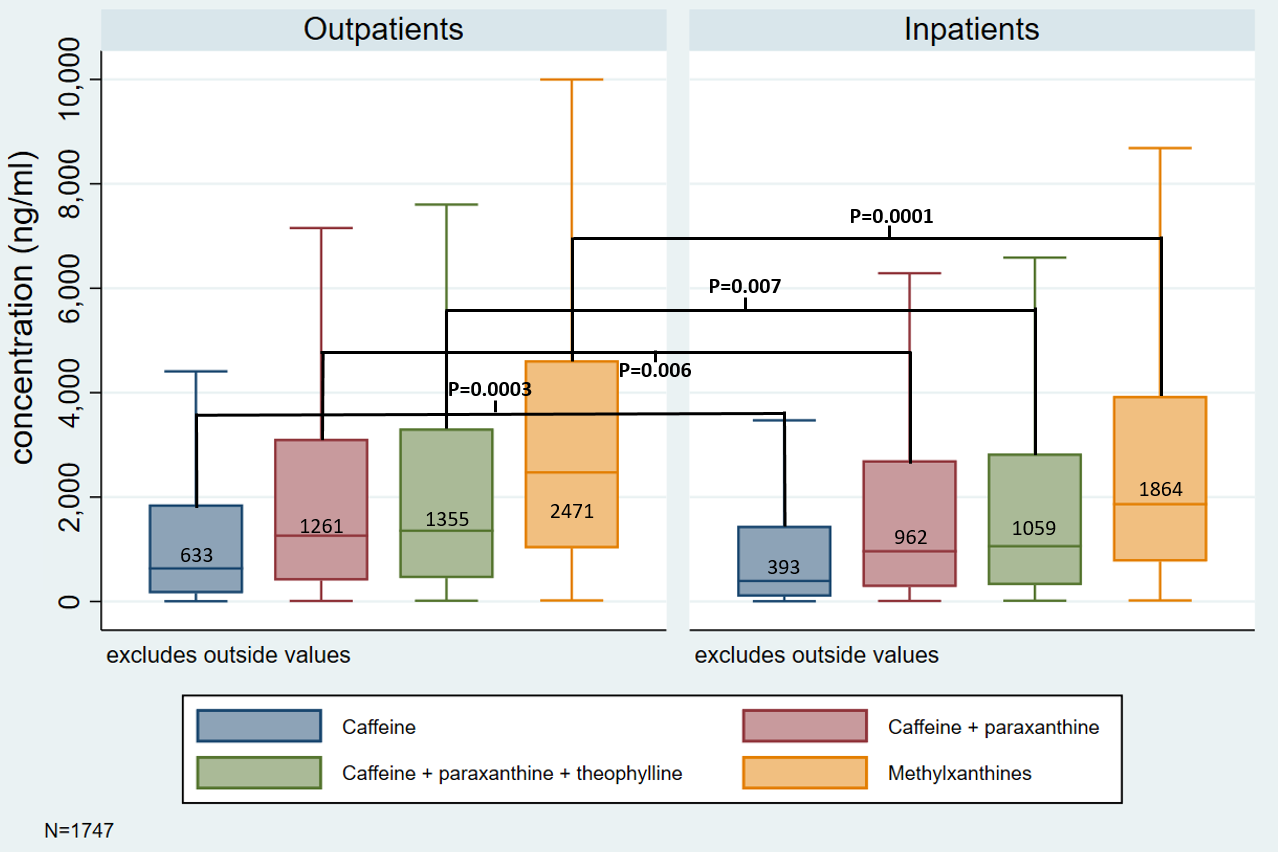 Outpatients
Inpatients
concentration (ng/ml)
10,000
8,000
6,000
4,000
2,000
0
P=0.0001
P=0.007
P=0.006
P=0.0003
633
1261
1355
2471
393
962
1059
1864
excludes outside values
excludes outside values
Caffeine
Caffeine + paraxanthine
Caffeine + paraxanthine + theophylline
Methylxanthines
N=1747